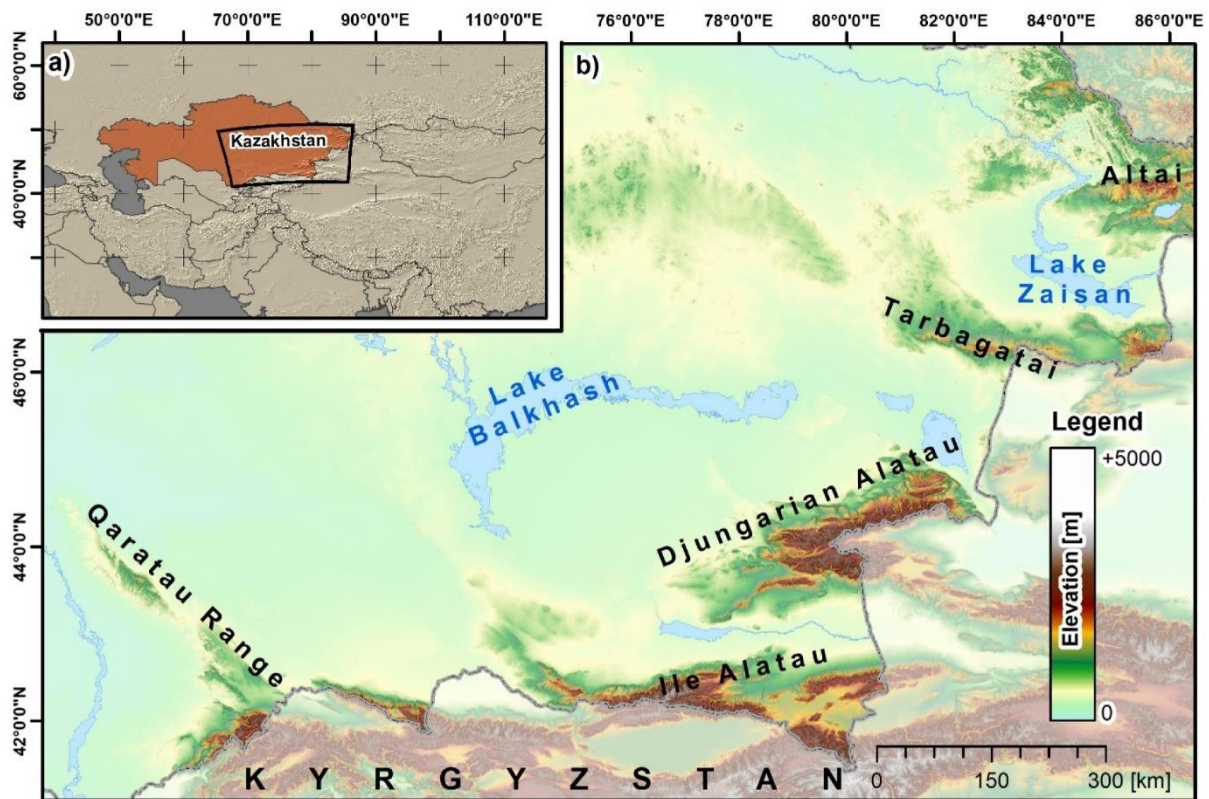 50°0'0"E 70°0'0"E 90°0'0"E 110°0'0"E
76°0'0"E 78°0'0"E 80°0'0"E 82°0'0"E 84°0'0"E 86°0'0"E
60°0'0"N
40°0'0"N
a)
Kazakhstan
b)
Altai
Lake
Zaisan
Tarbagatai
46°0'0"N
44°0'0"N
42°0'0"N
Lake
Balkhash
Djungarian Alatau
Qaratau Range
Ile Alatau
KYRGYZSTAN
Legend
+5000
Elevation [m]
0
0 150 300 [km]